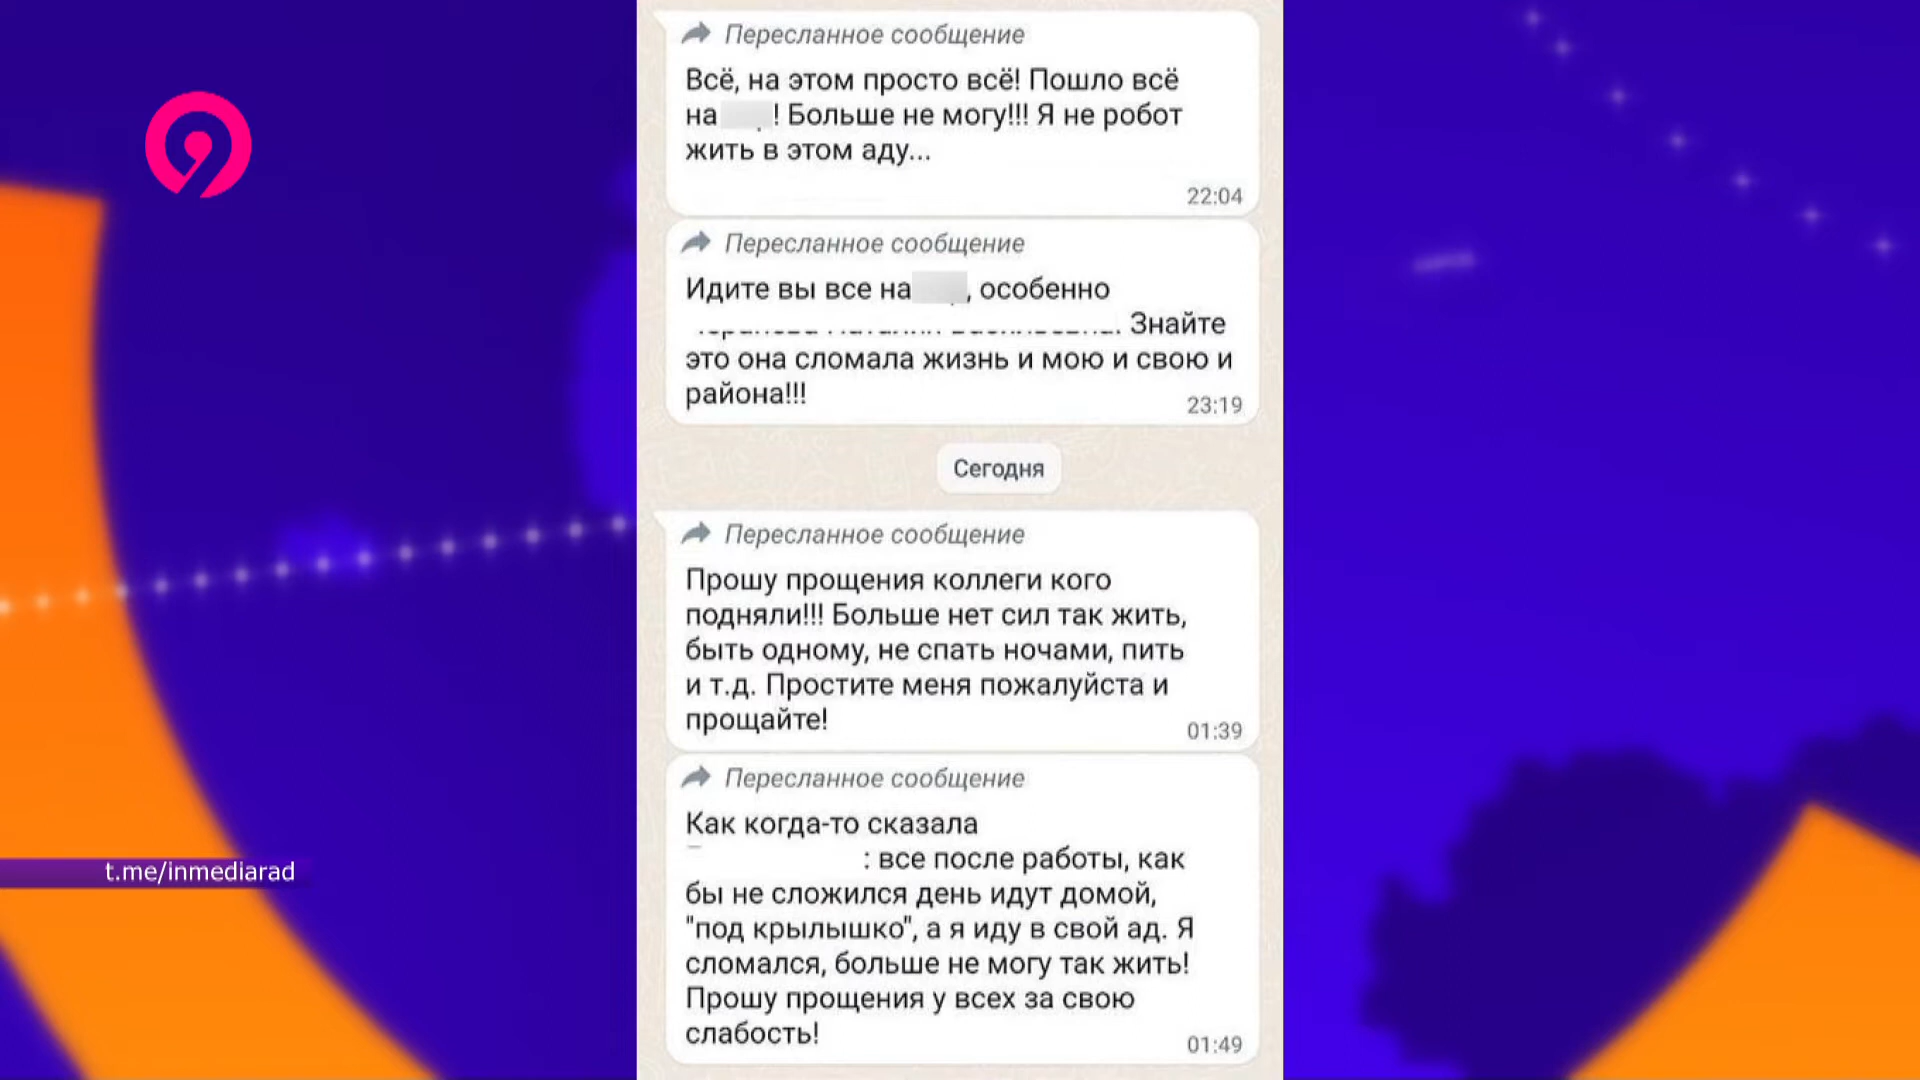 Пересланное сообщение
Всё, на этом просто всё! Пошло всё
на ! Больше не могу!!! Я не робот
жить в этом аду...
22:04
Пересланное сообщение
Идите вы все на , особенно
Знайте
это она сломала жизнь и мою и свою и
района!!!
23:19
Сегодня
Пересланное сообщение
Прошу прощения коллеги кого
подняли!!! Больше нет сил так жить,
быть одному, не спать ночами, пить
и т.д. Простите меня пожалуйста и
прощайте!
01:39
Пересланное сообщение
Как когда-то сказала
: все после работы, как
бы не сложился день идут домой,
"под крылышко", а я иду в свой ад. Я
сломался, больше не могу так жить!
Прошу прощения у всех за свою
слабость!
01:49
t.me/inmediarad